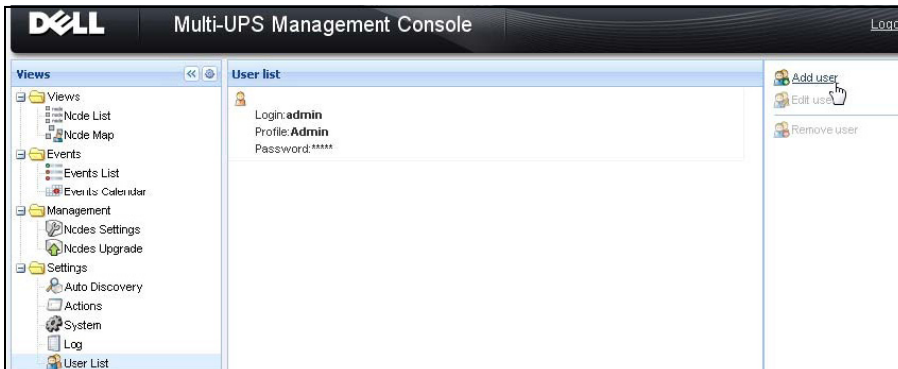 DELL
Multi-UPS Management Console
Views
User list
Views
Node List
Node Map
Events
Events List
Events Calendar
Management
Nodes Settings
Nodes Upgrade
Settings
Auto Discovery
Actions
System
Log
User List
Login:admin
Profile:Admin
Password:*****
Add user
Edit use
Remove user